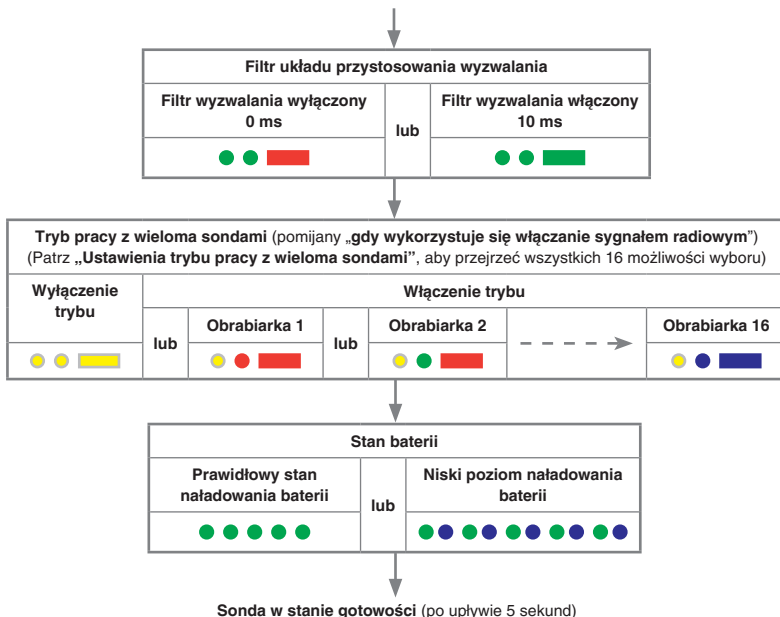 Filtr układu przystosowania wyzwalania
Filtr wyzwalania wyłączony
0 ms
lub
Filtr wyzwalania włączony
10 ms
Tryb pracy z wieloma sondami (pomijany „gdy wykorzystuje się włączanie sygnałem radiowym”)
(Patrz „Ustawienia trybu pracy z wieloma sondami”, aby przejrzeć wszystkich 16 możliwości wyboru)
Wyłączenie
trybu
Włączenie trybu
lub
Obrabiarka 1
lub
Obrabiarka 2
Obrabiarka 16
Stan baterii
Prawidłowy stan
naładowania baterii
lub
Niski poziom naładowania
baterii
Sonda w stanie gotowości (po upływie 5 sekund)